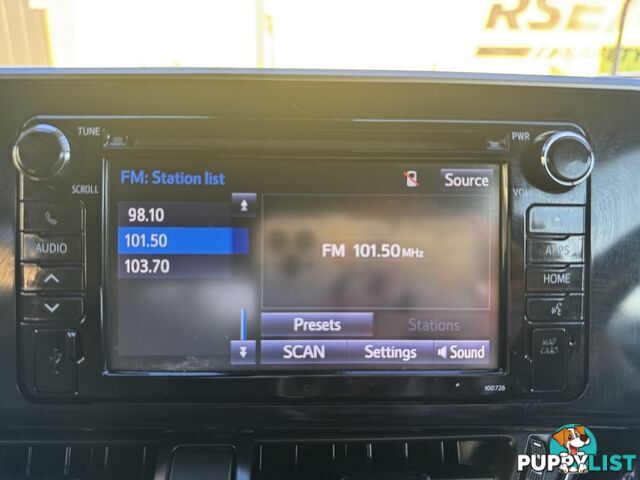 RSE
TUNE
PWR
SCROLL
VOL
FM: Station list
Source
98.10
101.50
103.70
FM 101.50 MHz
AUDIO
APPS
HOME
Presets
Stations
SCAN
Settings
Sound
MAP CARD
100726
PUPPYLIST